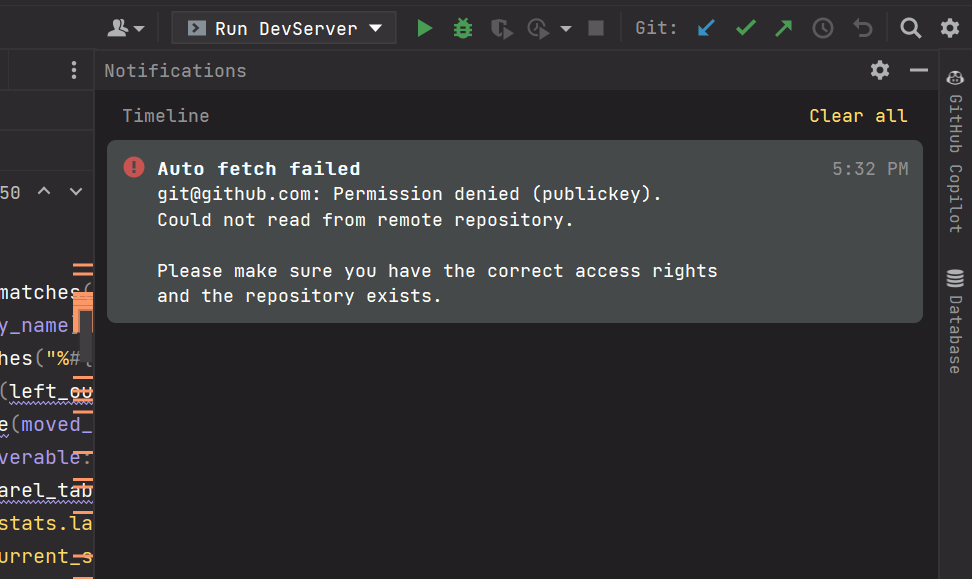 Run DevServer
Git:
Notifications
Timeline
Clear all
Auto fetch failed
5:32 PM
git@github.com: Permission denied (publickey).
Could not read from remote repository.
Please make sure you have the correct access rights
and the repository exists.
50
matches(
y_name
hes("%#{
(left_ou
e(moved_
verable:
arel_tab
stats.la
urrent_s
GitHub Copilot
Database